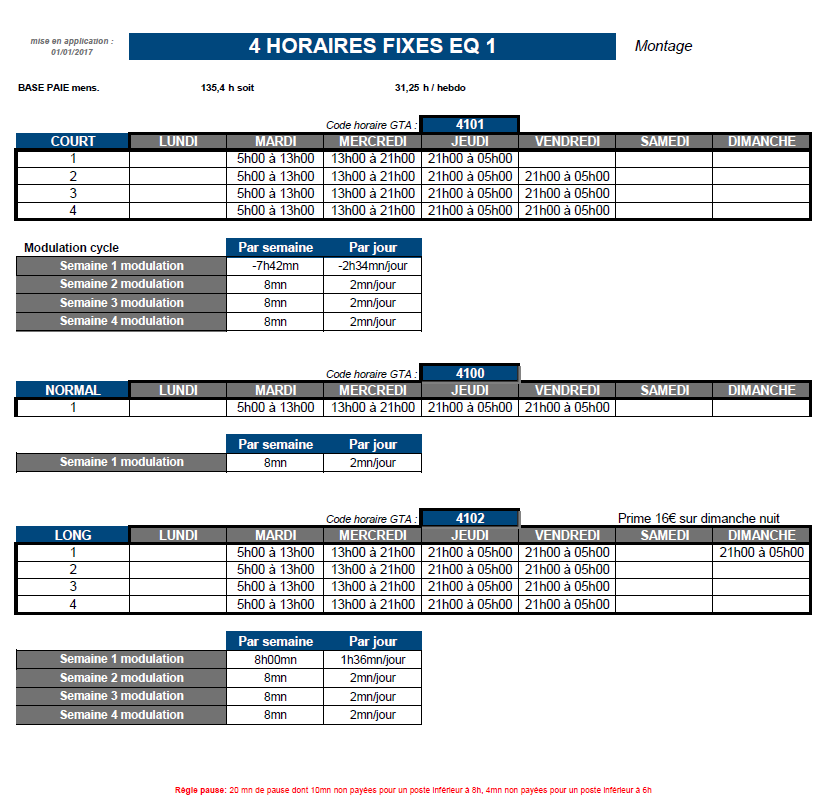 mise en application : 01/01/2017
4 HORAIRES FIXES EQ 1
Montage
BASE PAIE mens. 135,4 h soit 31,25 h / hebdo
Code horaire GTA : 4101
COURT LUNDI MARDI MERCREDI JEUDI VENDREDI SAMEDI DIMANCHE
1 5h00 à 13h00 13h00 à 21h00 21h00 à 05h00
2 5h00 à 13h00 13h00 à 21h00 21h00 à 05h00 21h00 à 05h00
3 5h00 à 13h00 13h00 à 21h00 21h00 à 05h00 21h00 à 05h00
4 5h00 à 13h00 13h00 à 21h00 21h00 à 05h00 21h00 à 05h00
Modulation cycle Par semaine Par jour
Semaine 1 modulation -7h42mn -2h34mn/jour
Semaine 2 modulation 8mn 2mn/jour
Semaine 3 modulation 8mn 2mn/jour
Semaine 4 modulation 8mn 2mn/jour
Code horaire GTA : 4100
NORMAL LUNDI MARDI MERCREDI JEUDI VENDREDI SAMEDI DIMANCHE
1 5h00 à 13h00 13h00 à 21h00 21h00 à 05h00 21h00 à 05h00
Par semaine Par jour
Semaine 1 modulation 8mn 2mn/jour
Code horaire GTA : 4102 Prime 16€ sur dimanche nuit
LONG LUNDI MARDI MERCREDI JEUDI VENDREDI SAMEDI DIMANCHE
1 5h00 à 13h00 13h00 à 21h00 21h00 à 05h00 21h00 à 05h00 21h00 à 05h00
2 5h00 à 13h00 13h00 à 21h00 21h00 à 05h00 21h00 à 05h00
3 5h00 à 13h00 13h00 à 21h00 21h00 à 05h00 21h00 à 05h00
4 5h00 à 13h00 13h00 à 21h00 21h00 à 05h00 21h00 à 05h00
Par semaine Par jour
Semaine 1 modulation 8h00mn 1h36mn/jour
Semaine 2 modulation 8mn 2mn/jour
Semaine 3 modulation 8mn 2mn/jour
Semaine 4 modulation 8mn 2mn/jour
Règle pause: 20 mn de pause dont 10mn non payées pour un poste inférieur à 8h, 4mn non payées pour un poste inférieur à 6h